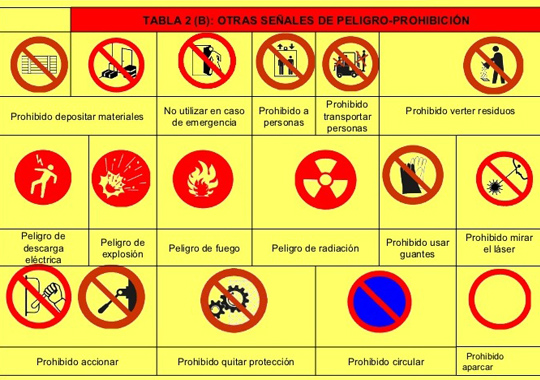 TABLA 2 (B): OTRAS SEÑALES DE PELIGRO-PROHIBICIÓN
Prohibido depositar materiales
No utilizar en caso
de emergencia
Prohibido a
personas
Prohibido
transportar
personas
Prohibido verter residuos
Peligro de
descarga
eléctrica
Peligro de
explosión
Peligro de fuego
Peligro de radiación
Prohibido usar
guantes
Prohibido mirar
el láser
Prohibido accionar
Prohibido quitar protección
Prohibido circular
Prohibido
aparcar